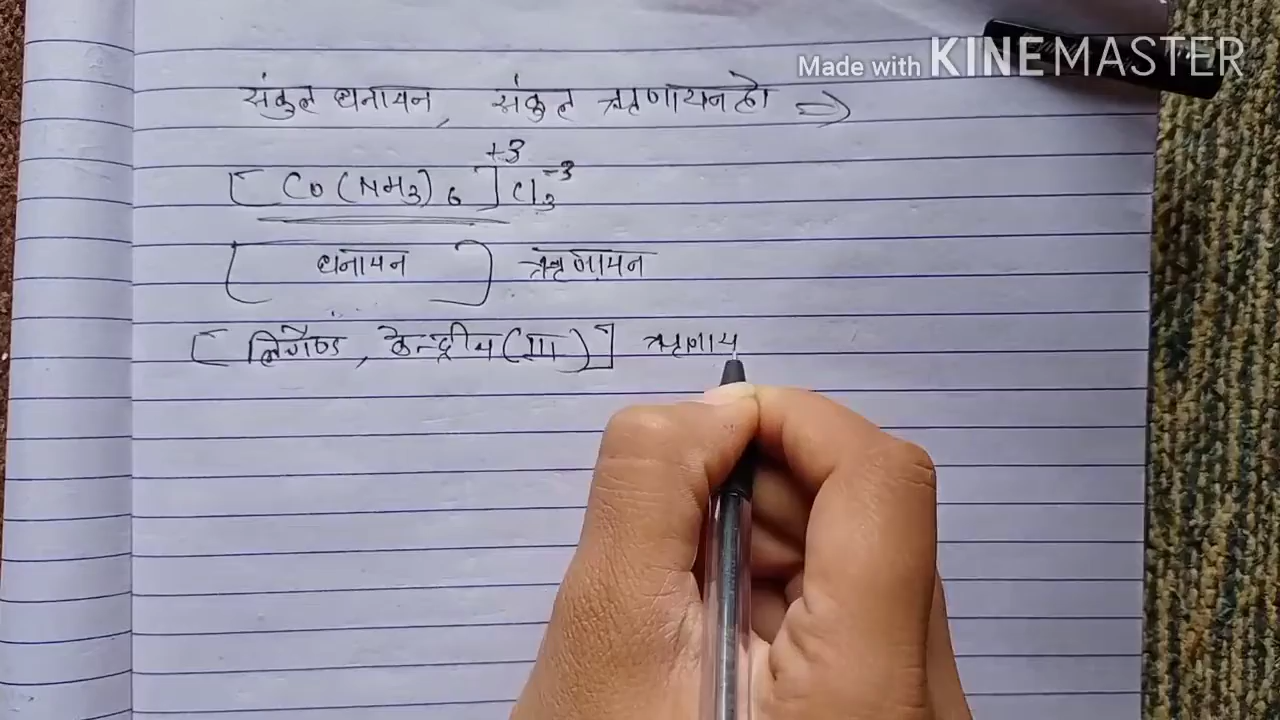 Made with KINEMASTER
संकुल धनायन, संकुल ऋणायन हो ⇒
[Co(NH3)6]+3 Cl3-3
[धनायन] ऋणायन
[लिगेण्ड, केन्द्रीय(III)] ऋणाय